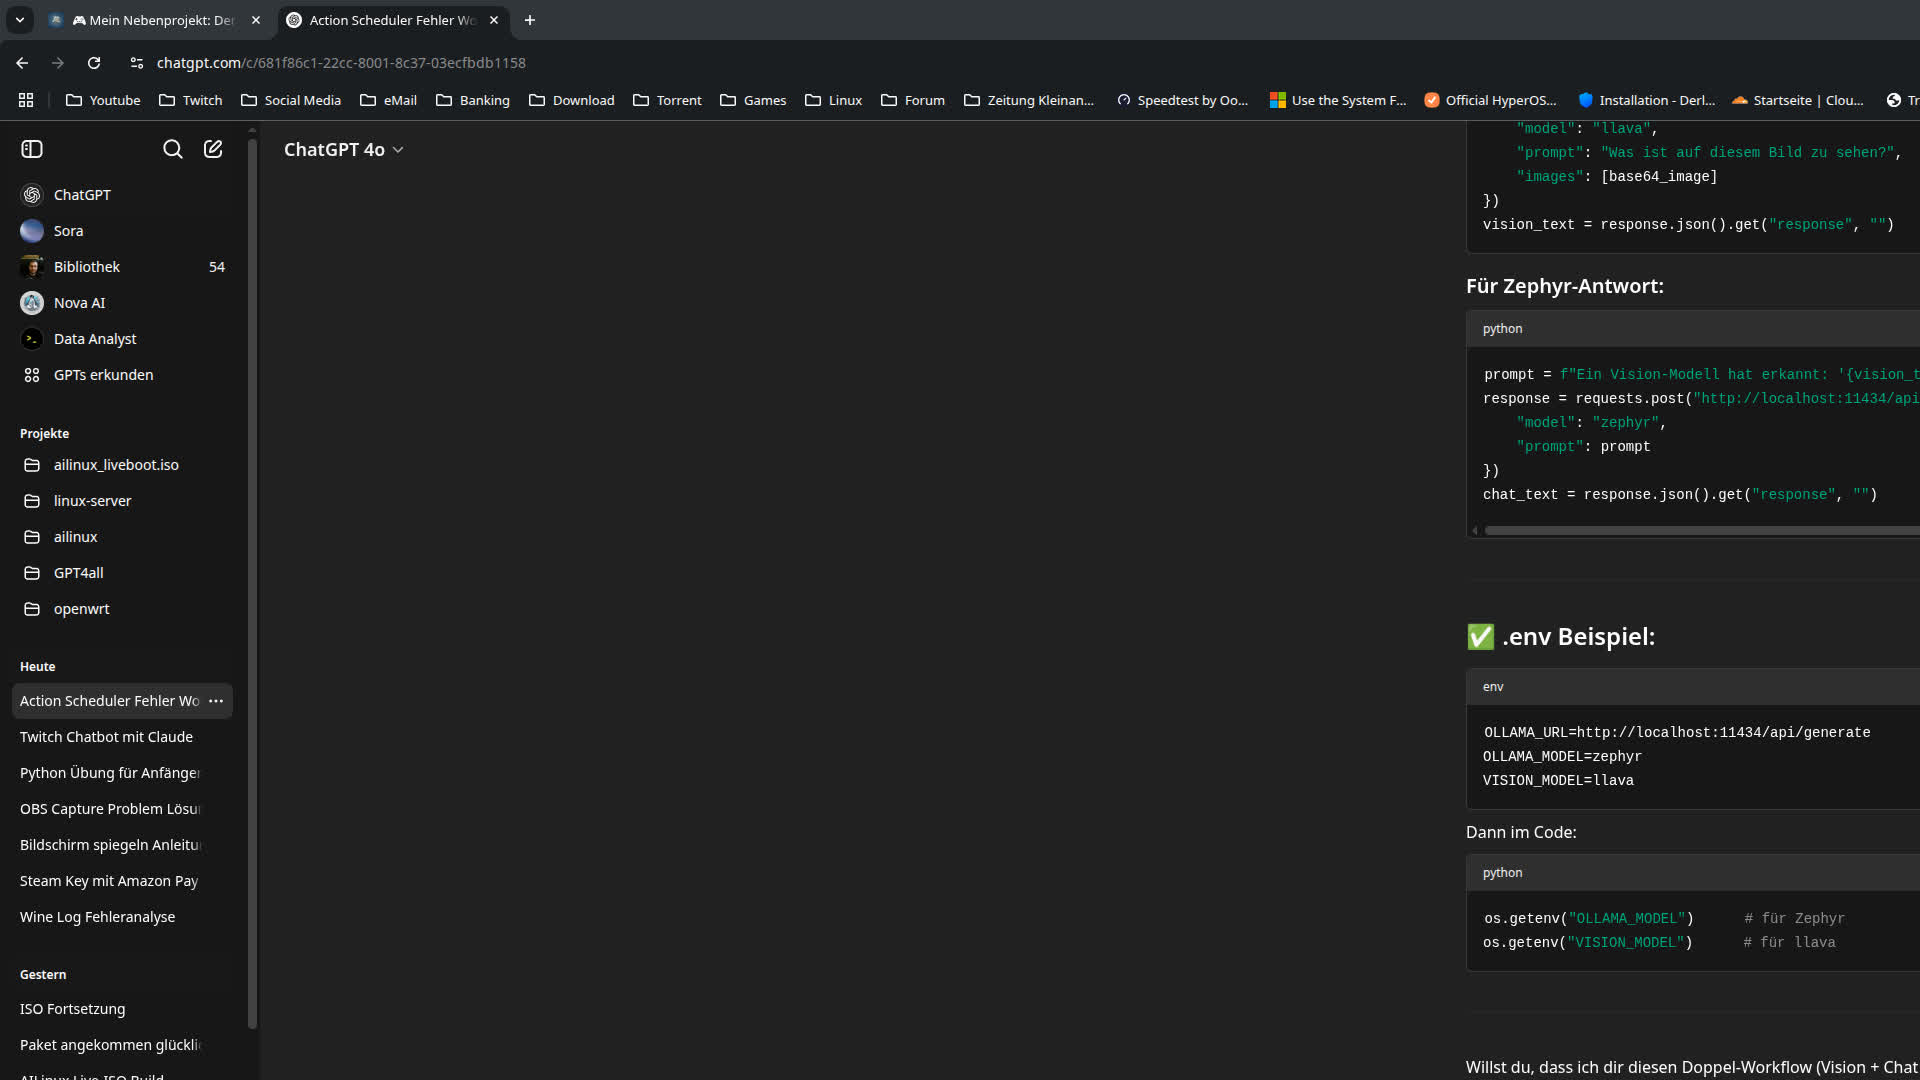 Mein Nebenprojekt: De
Action Scheduler Fehler Wo
chatgpt.com/c/681f86c1-22cc-8001-8c37-03ecfbdb1158
Youtube
Twitch
Social Media
eMail
Banking
Download
Torrent
Games
Linux
Forum
Zeitung Kleinan...
Speedtest by Oo...
Use the System F...
Official HyperOS...
Installation - Derl...
Startseite | Clou...
Tr
ChatGPT
Sora
Bibliothek 54
Nova AI
Data Analyst
GPTs erkunden
Projekte
ailinux_liveboot.iso
linux-server
ailinux
GPT4all
openwrt
Heute
Action Scheduler Fehler Wo
Twitch Chatbot mit Claude
Python Übung für Anfänger
OBS Capture Problem Lösu
Bildschirm spiegeln Anleitu
Steam Key mit Amazon Pay
Wine Log Fehleranalyse
Gestern
ISO Fortsetzung
Paket angekommen glückli
AILinux Live ISO Build
ChatGPT 4o
"model": "llava",
"prompt": "Was ist auf diesem Bild zu sehen?",
"images": [base64_image]
})
vision_text = response.json().get("response", "")
Für Zephyr-Antwort:
python
prompt = f"Ein Vision-Modell hat erkannt: '{vision_t
response = requests.post("http://localhost:11434/api
"model": "zephyr",
"prompt": prompt
})
chat_text = response.json().get("response", "")
✅ .env Beispiel:
env
OLLAMA_URL=http://localhost:11434/api/generate
OLLAMA_MODEL=zephyr
VISION_MODEL=llava
Dann im Code:
python
os.getenv("OLLAMA_MODEL")      # für Zephyr
os.getenv("VISION_MODEL")      # für llava
Willst du, dass ich dir diesen Doppel-Workflow (Vision + Chat